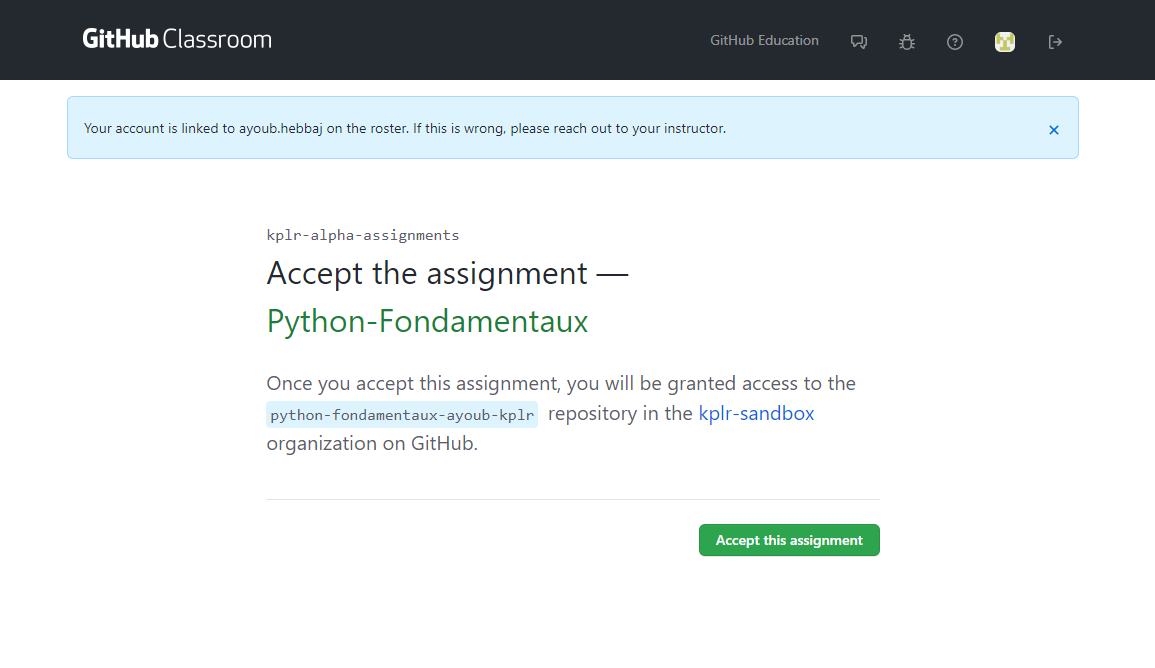 GitHub Classroom
GitHub Education
Your account is linked to ayoub.hebbaj on the roster. If this is wrong, please reach out to your instructor.
kplr-alpha-assignments
Accept the assignment —
Python-Fondamentaux
Once you accept this assignment, you will be granted access to the
python-fondamentaux-ayoub-kplr repository in the kplr-sandbox
organization on GitHub.
Accept this assignment